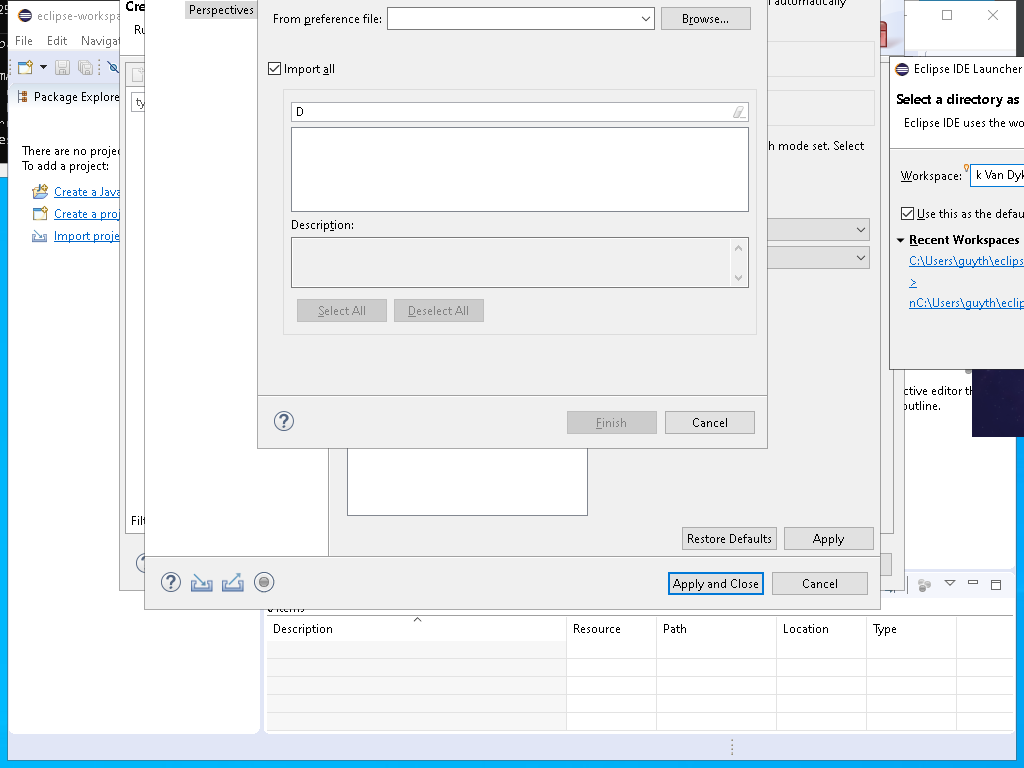 Perspectives
From preference file:
Browse...
automatically
eclipse-workspa
Cre
Ru
File Edit Navigat
Eclipse IDE Launcher
Import all
Select a directory as
Package Explore
ty
D
Eclipse IDE uses the wo
There are no projec
To add a project:
h mode set. Select
Workspace: k Van Dyk
Create a Java
Use this as the defau
Create a proj
Description:
Import proje
Recent Workspaces
C:\Users\guyth\eclips
>
nC:\Users\guyth\eclip
Select All Deselect All
ctive editor th
outline.
Finish Cancel
Filt
Restore Defaults Apply
Apply and Close Cancel
Description Resource Path Location Type